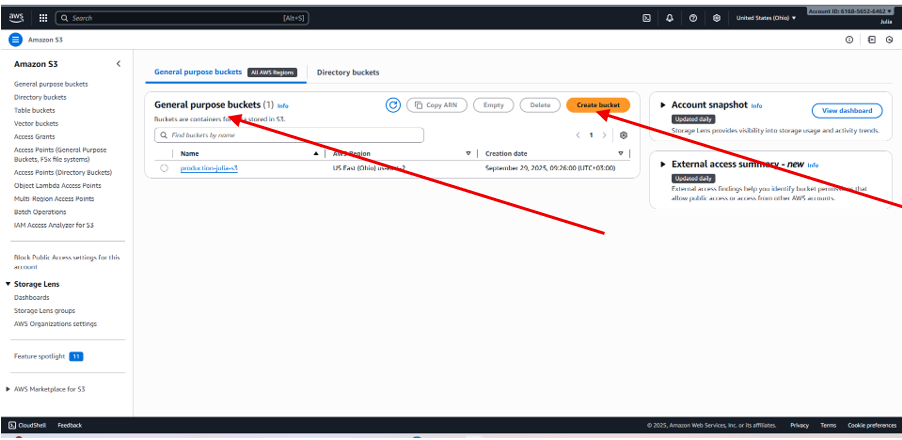 aws
Search
[Alt+S]
United States (Ohio)
Account ID: 6168-5652-6462
Julia
Amazon S3
Amazon S3
General purpose buckets
Directory buckets
Table buckets
Vector buckets
Access Grants
Access Points (General Purpose
Buckets, FSx file systems)
Access Points (Directory Buckets)
Object Lambda Access Points
Multi-Region Access Points
Batch Operations
IAM Access Analyzer for S3
Block Public Access settings for this
account
Storage Lens
Dashboards
Storage Lens groups
AWS Organizations settings
Feature spotlight 11
AWS Marketplace for S3
General purpose buckets All AWS Regions Directory buckets
General purpose buckets (1) Info
Copy ARN Empty Delete Create bucket
Buckets are containers for stored in S3.
Find buckets by name
1
Name AWS Region Creation date
production-julia-s3 US East (Ohio) September 29, 2025, 09:26:00 (UTC+03:00)
Account snapshot Info
View dashboard
Updated daily
Storage Lens provides visibility into storage usage and activity trends.
External access summary - new Info
Updated daily
External access findings help you identify bucket permissions that
allow public access or access from other AWS accounts.
CloudShell Feedback
© 2025, Amazon Web Services, Inc. or its affiliates. Privacy Terms Cookie preferences